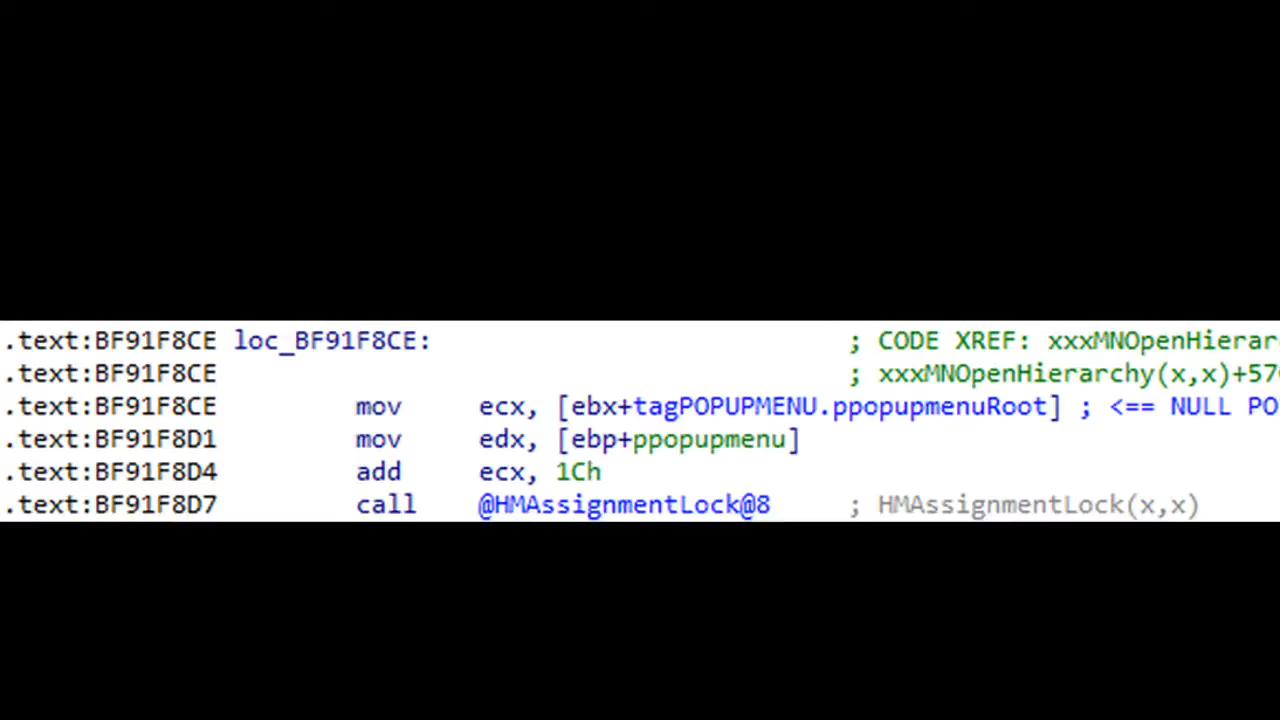 .text:BF91F8CE loc_BF91F8CE: ; CODE XREF: xxxMNOpenHierar
.text:BF91F8CE ; xxxMNOpenHierarchy(x,x)+57
.text:BF91F8CE mov ecx, [ebx+tagPOPUPMENU.ppopupmenuRoot] ; <== NULL PO
.text:BF91F8D1 mov edx, [ebp+ppopupmenu]
.text:BF91F8D4 add ecx, 1Ch
.text:BF91F8D7 call @HMAssignmentLock@8 ; HMAssignmentLock(x,x)